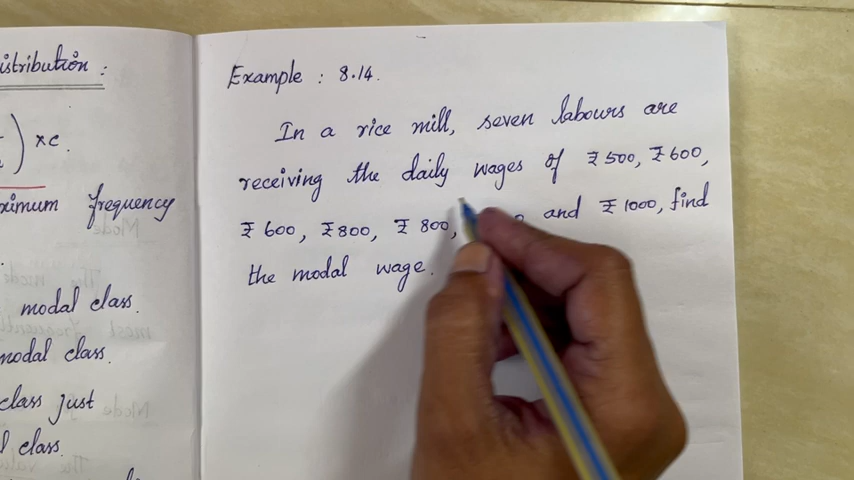 istribution :
) xc.
ximum frequency
modal class.
modal class.
class just
l class.
Example : 8.14.
In a rice mill, seven labours are
receiving the daily wages of ₹500, ₹600,
₹ 600, ₹800, ₹ 800, and ₹ 1000, find
the modal wage.